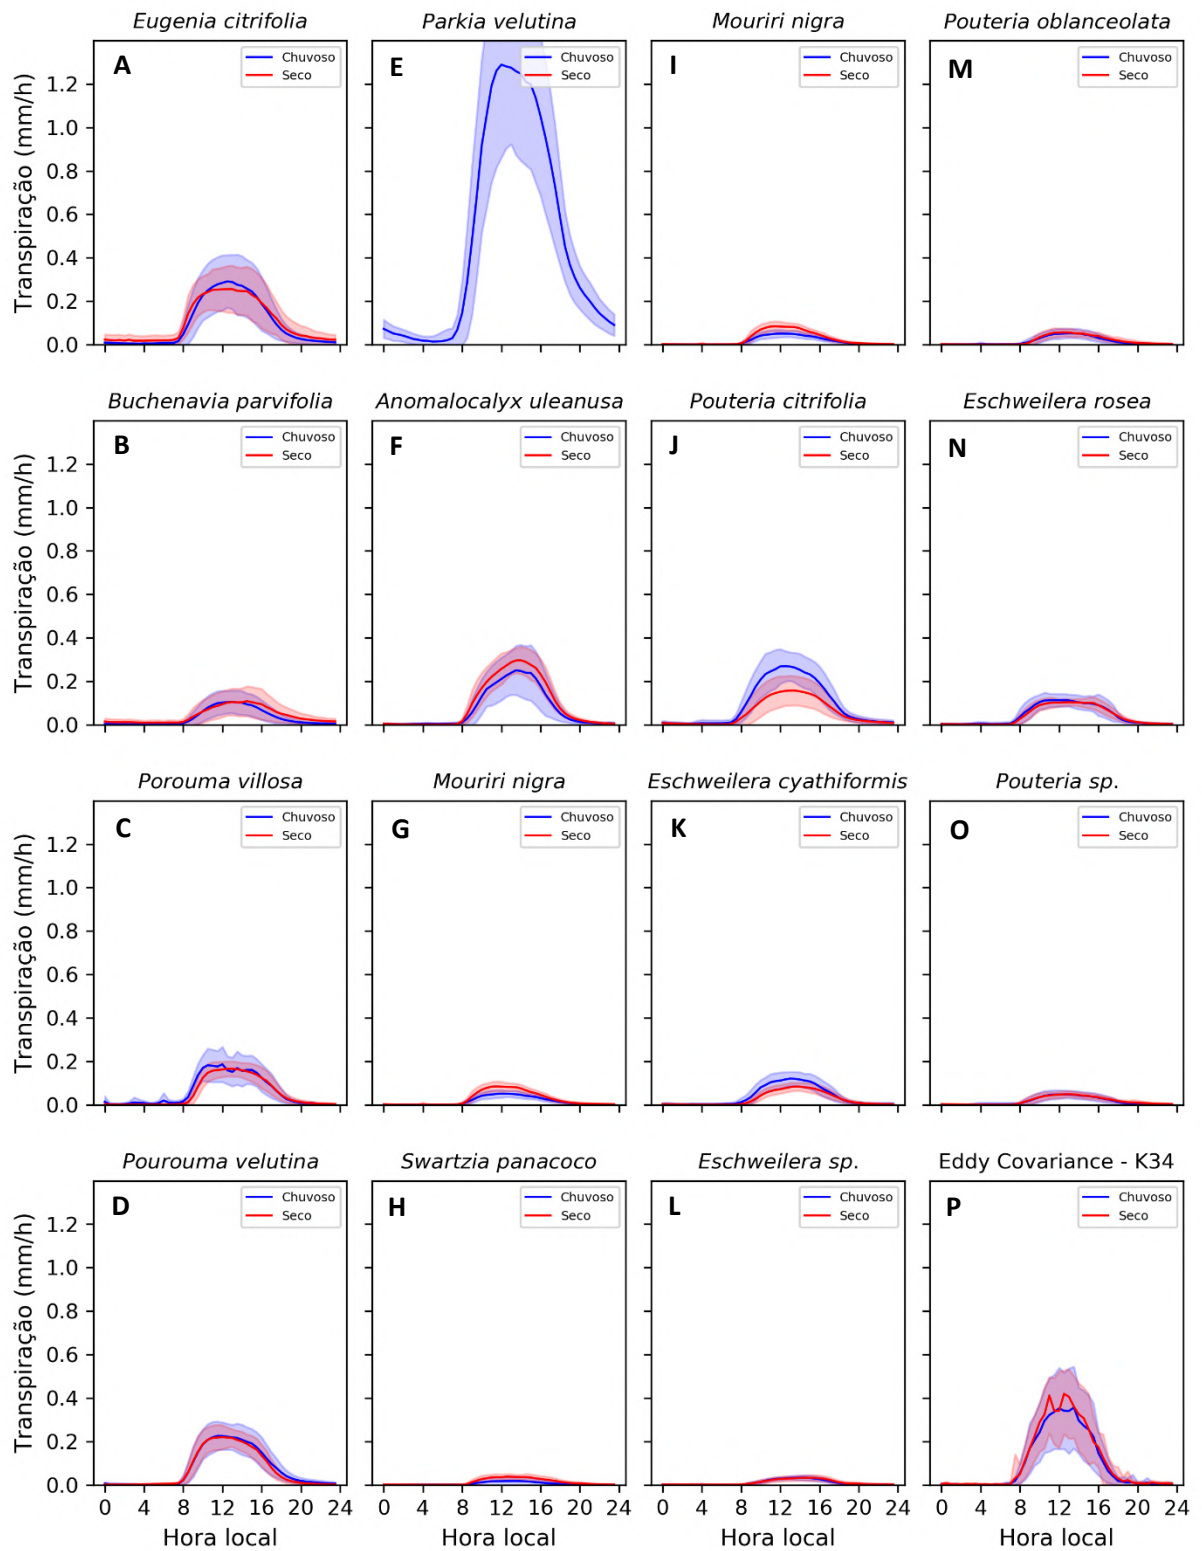 Eugenia citrifolia
Parkia velutina
Mouriri nigra
Pouteria oblanceolata
Transpiração (mm/h)
1.2
1.0
0.8
0.6
0.4
0.2
0.0
A
Chuvoso
Seco
E
Chuvoso
Seco
I
Chuvoso
Seco
M
Chuvoso
Seco
Buchenavia parvifolia
Anomalocalyx uleanusa
Pouteria citrifolia
Eschweilera rosea
Transpiração (mm/h)
1.2
1.0
0.8
0.6
0.4
0.2
0.0
B
Chuvoso
Seco
F
Chuvoso
Seco
J
Chuvoso
Seco
N
Chuvoso
Seco
Porouma villosa
Mouriri nigra
Eschweilera cyathiformis
Pouteria sp.
Transpiração (mm/h)
1.2
1.0
0.8
0.6
0.4
0.2
0.0
C
Chuvoso
Seco
G
Chuvoso
Seco
K
Chuvoso
Seco
O
Chuvoso
Seco
Pourouma velutina
Swartzia panacoco
Eschweilera sp.
Eddy Covariance - K34
Transpiração (mm/h)
1.2
1.0
0.8
0.6
0.4
0.2
0.0
D
Chuvoso
Seco
H
Chuvoso
Seco
L
Chuvoso
Seco
P
Chuvoso
Seco
0 4 8 12 16 20 24
0 4 8 12 16 20 24
0 4 8 12 16 20 24
0 4 8 12 16 20 24
Hora local
Hora local
Hora local
Hora local